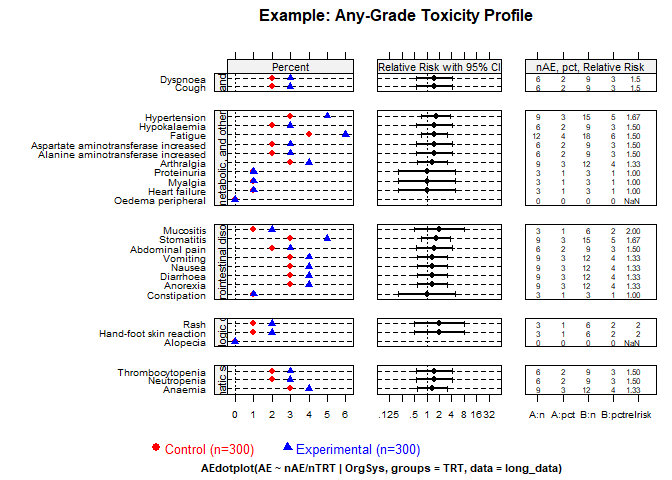 Example: Any-Grade Toxicity Profile
Percent Relative Risk with 95% CI nAE, pct, Relative Risk
and
Dyspnoea 6 2 9 3 1.5
Cough 6 2 9 3 1.5
metabolic, and other
Hypertension 9 3 15 5 1.67
Hypokalaemia 6 2 9 3 1.50
Fatigue 12 4 18 6 1.50
Aspartate aminotransferase increased 6 2 9 3 1.50
Alanine aminotransferase increased 6 2 9 3 1.50
Arthralgia 9 3 12 4 1.33
Proteinuria 3 1 3 1 1.00
Myalgia 3 1 3 1 1.00
Heart failure 3 1 3 1 1.00
Oedema peripheral 0 0 0 0 NaN
rointestinal diso
Mucositis 3 1 6 2 2.00
Stomatitis 9 3 15 5 1.67
Abdominal pain 6 2 9 3 1.50
Vomiting 9 3 12 4 1.33
Nausea 9 3 12 4 1.33
Diarrhoea 9 3 12 4 1.33
Anorexia 9 3 12 4 1.33
Constipation 3 1 3 1 1.00
Rash 3 1 6 2 2
Hand-foot skin reaction 3 1 6 2 2
Alopecia 0 0 0 0 NaN
matic s
Thrombocytopenia 6 2 9 3 1.50
Neutropenia 6 2 9 3 1.50
Anaemia 9 3 12 4 1.33
0 1 2 3 4 5 6 .125 .5 1 2 4 8 16 32 A:n A:pct B:n B:pctrelrisk
Control (n=300) Experimental (n=300)
AEdotplot(AE ~ nAE/nTRT | OrgSys, groups = TRT, data = long_data)